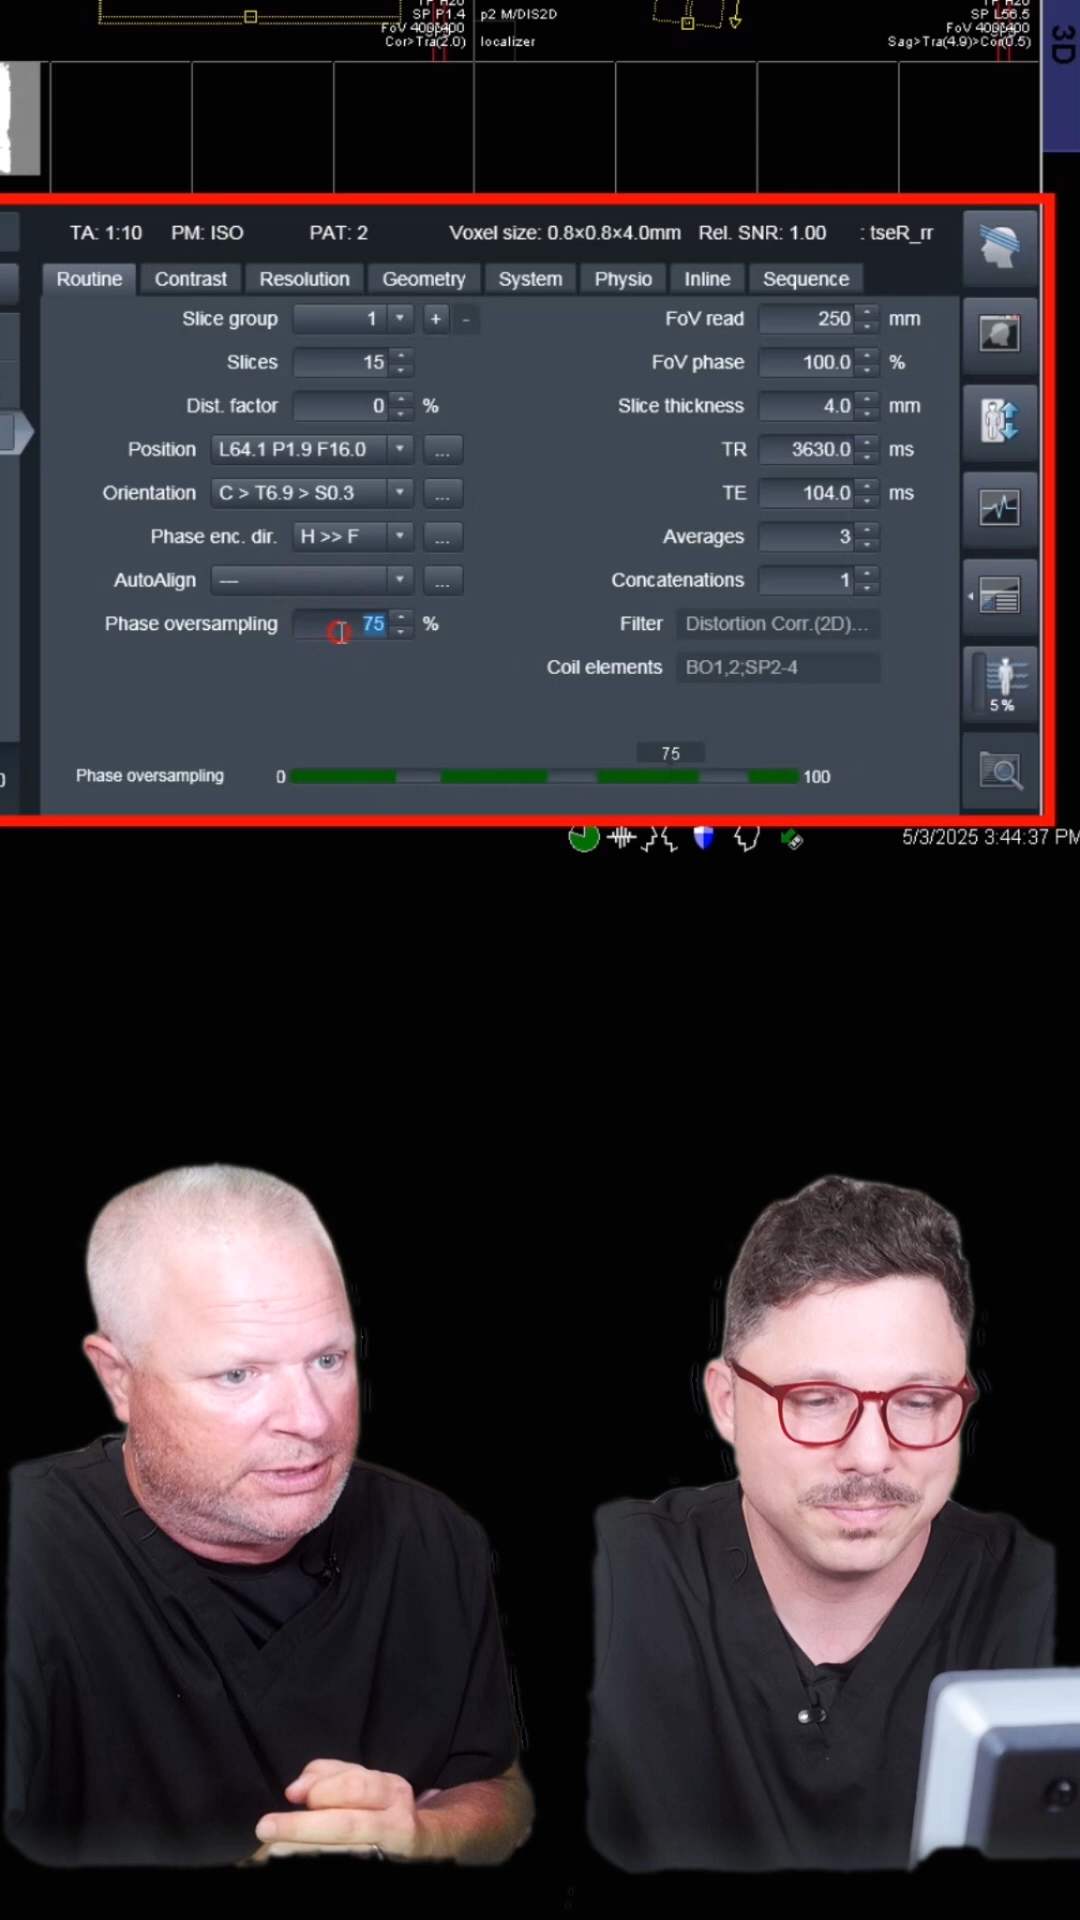 SP P1.4
p2 M/DIS2D
SP L56.5
FoV 400*400
FoV 400*400
Cor>Tra(2.0)
localizer
Sag>Tra(4.9)>Cor(0.5)
3D
TA: 1:10 PM: ISO PAT: 2 Voxel size: 0.8×0.8×4.0mm Rel. SNR: 1.00 : tseR_rr
Routine Contrast Resolution Geometry System Physio Inline Sequence
Slice group 1 + -
FoV read 250 mm
Slices 15
FoV phase 100.0 %
Dist. factor 0 %
Slice thickness 4.0 mm
Position L64.1 P1.9 F16.0 ...
TR 3630.0 ms
Orientation C > T6.9 > S0.3 ...
TE 104.0 ms
Phase enc. dir. H >> F ...
Averages 3
AutoAlign --- ...
Concatenations 1
Phase oversampling 75 %
Filter Distortion Corr.(2D)...
Coil elements BO1,2;SP2-4
5 %
75
Phase oversampling 0 100
5/3/2025 3:44:37 PM